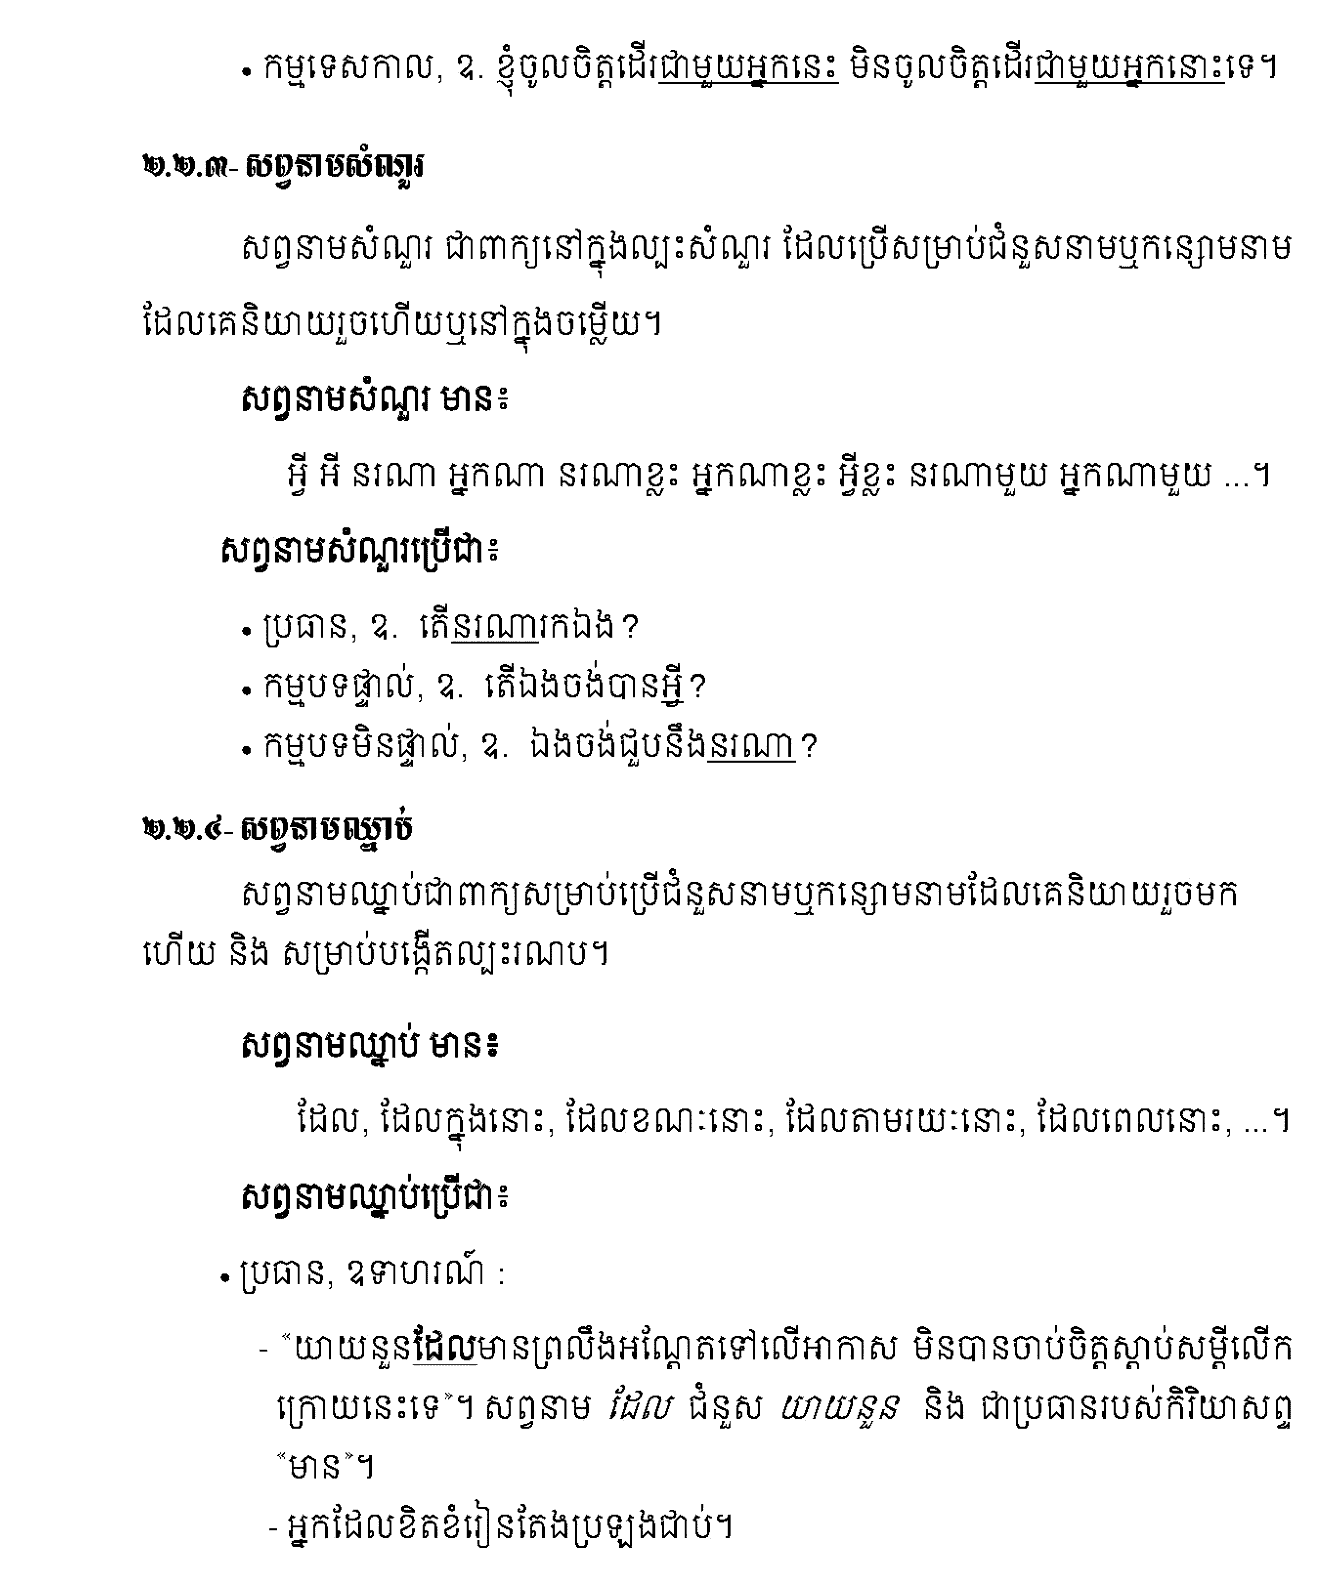 • កម្មទេសកាល, ឧ. ខ្ញុំចូលចិត្តដើរជាមួយអ្នកនេះ មិនចូលចិត្តដើរជាមួយអ្នកនោះទេ។
២.២.៣- សព្វនាមសំណួរ
សព្វនាមសំណួរ ជាពាក្យនៅក្នុងល្បះសំណួរ ដែលប្រើសម្រាប់ជំនួសនាមឬកន្សោមនាម
ដែលគេនិយាយរួចហើយឬនៅក្នុងចម្លើយ។
សព្វនាមសំណួរ មាន៖
អ្វី អី នរណា អ្នកណា នរណាខ្លះ អ្នកណាខ្លះ អ្វីខ្លះ នរណាមួយ អ្នកណាមួយ ...។
សព្វនាមសំណួរប្រើជា៖
• ប្រធាន, ឧ. តើនរណារកឯង?
• កម្មបទផ្ទាល់, ឧ. តើឯងចង់បានអ្វី?
• កម្មបទមិនផ្ទាល់, ឧ. ឯងចង់ជួបនឹងនរណា?
២.២.៤- សព្វនាមឈ្នាប់
សព្វនាមឈ្នាប់ជាពាក្យសម្រាប់ប្រើជំនួសនាមឬកន្សោមនាមដែលគេនិយាយរួចមក
ហើយ និង សម្រាប់បង្កើតល្បះរណប។
សព្វនាមឈ្នាប់ មាន៖
ដែល, ដែលក្នុងនោះ, ដែលខណៈនោះ, ដែលតាមរយៈនោះ, ដែលពេលនោះ, ...។
សព្វនាមឈ្នាប់ប្រើជា៖
• ប្រធាន, ឧទាហរណ៍ :
- “យាយនួនដែលមានព្រលឹងអណ្តែតទៅលើអាកាស មិនបានចាប់ចិត្តស្តាប់សម្តីលើក
ក្រោយនេះទេ”។ សព្វនាម ដែល ជំនួស យាយនួន និង ជាប្រធានរបស់កិរិយាសព្ទ
“មាន”។
- អ្នកដែលខិតខំរៀនតែងប្រឡងជាប់។